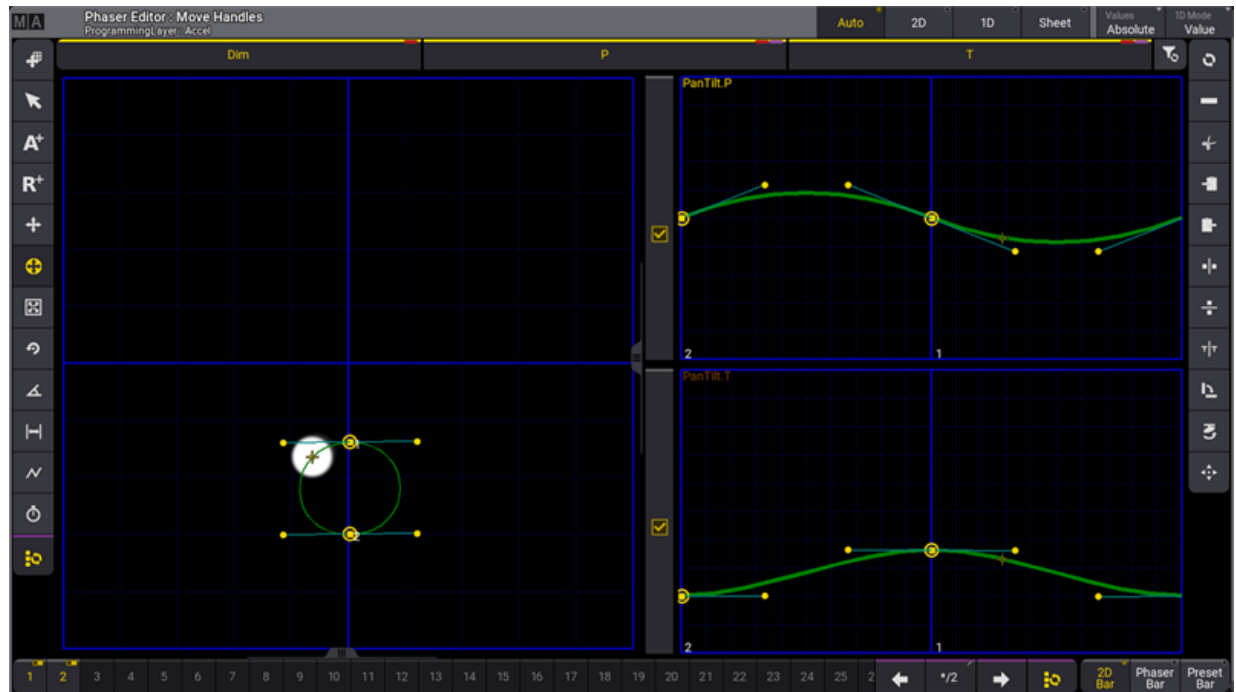 MA
Phaser Editor : Move Handles
ProgrammingLayer Accel
Auto
2D
1D
Sheet
Values
Absolute
1D Mode
Value
Dim
P
T
A+
R+
PanTilt.P
2
1
PanTilt.T
2
1
1
2
1 2 3 4 5 6 7 8 9 10 11 12 13 14 15 16 17 18 19 20 21 22 23 24 25 2
*/2
2D
Bar
Phaser
Bar
Preset
Bar